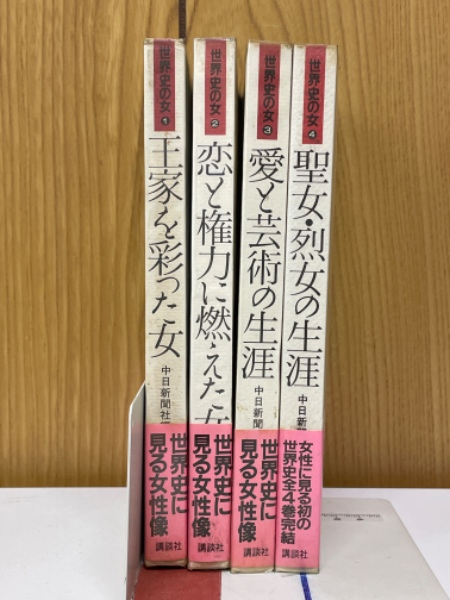 世界史の女 1
王家を彩った女
中日新聞社
世界史に
見る女性像
講談社
世界史の女 2
恋と権力に燃えた女
世界史に
見る女性像
講談社
世界史の女 3
愛と芸術の生涯
中日新聞
世界史に
見る女性像
講談社
世界史の女 4
聖女・烈女の生涯
中日新聞
女性に見る初の
世界史全4巻完結
講談社